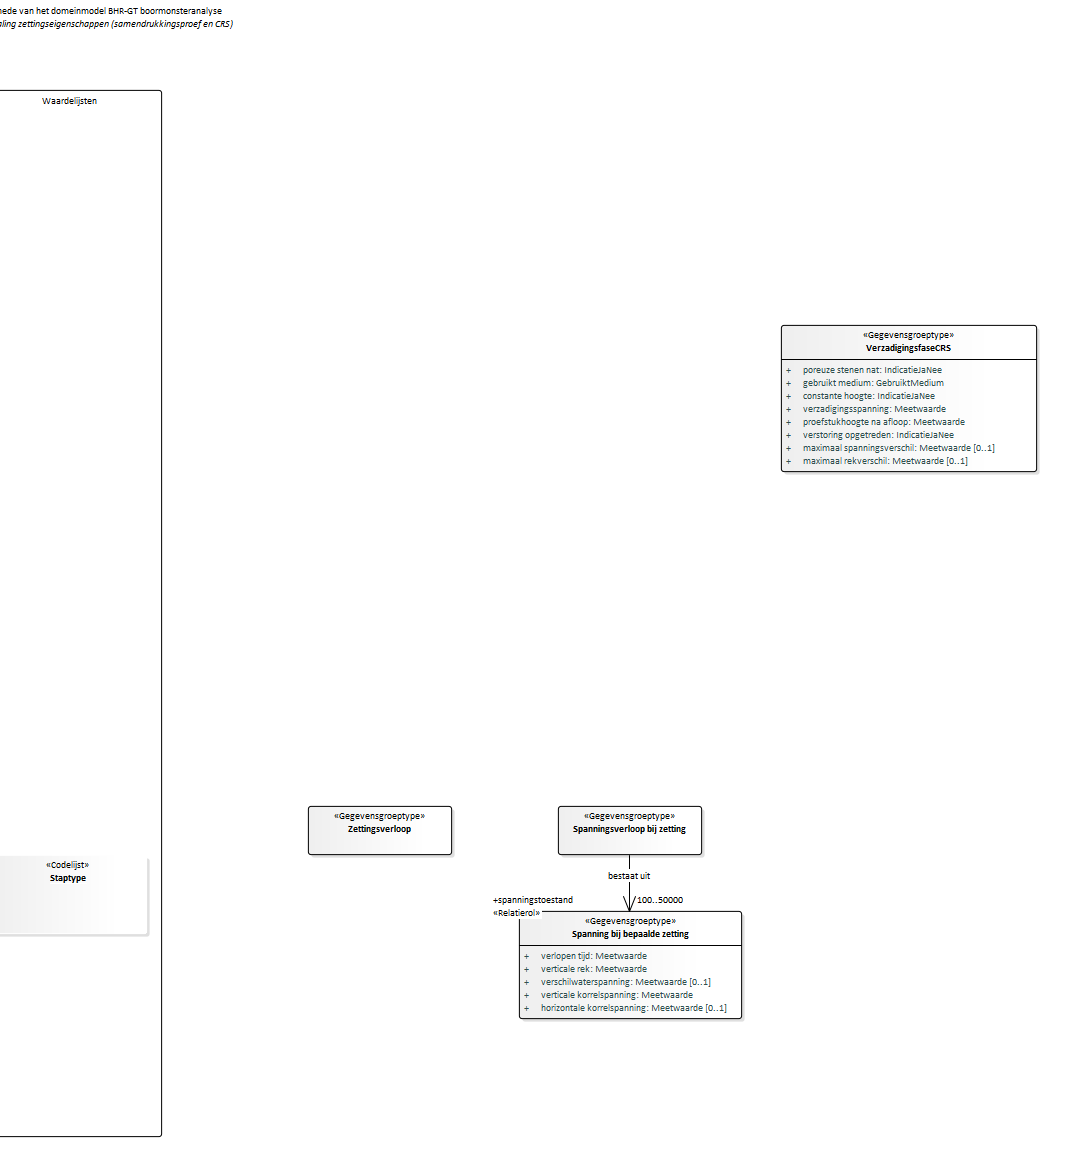 van het domeinmodel BHR-GT boormonsteranalyse
zettingseigenschappen (samendrukkingsproef en CRS)
Waardelijsten
«Gegevensgroeptype»
VerzadigingsfaseCRS
+ poreuze stenen nat: IndicatieJaNee
+ gebruikt medium: GebruiktMedium
+ constante hoogte: IndicatieJaNee
+ verzadigingsspanning: Meetwaarde
+ proefstukhoogte na afloop: Meetwaarde
+ verstoring opgetreden: IndicatieJaNee
+ maximaal spanningsverschil: Meetwaarde [0..1]
+ maximaal rekverschil: Meetwaarde [0..1]
«Gegevensgroeptype»
Zettingsverloop
«Gegevensgroeptype»
Spanningsverloop bij zetting
«Codelijst»
Staptype
bestaat uit
+spanningstoestand
100..50000
«Relatierol»
«Gegevensgroeptype»
Spanning bij bepaalde zetting
+ verlopen tijd: Meetwaarde
+ verticale rek: Meetwaarde
+ verschilwaterspanning: Meetwaarde [0..1]
+ verticale korrelspanning: Meetwaarde
+ horizontale korrelspanning: Meetwaarde [0..1]